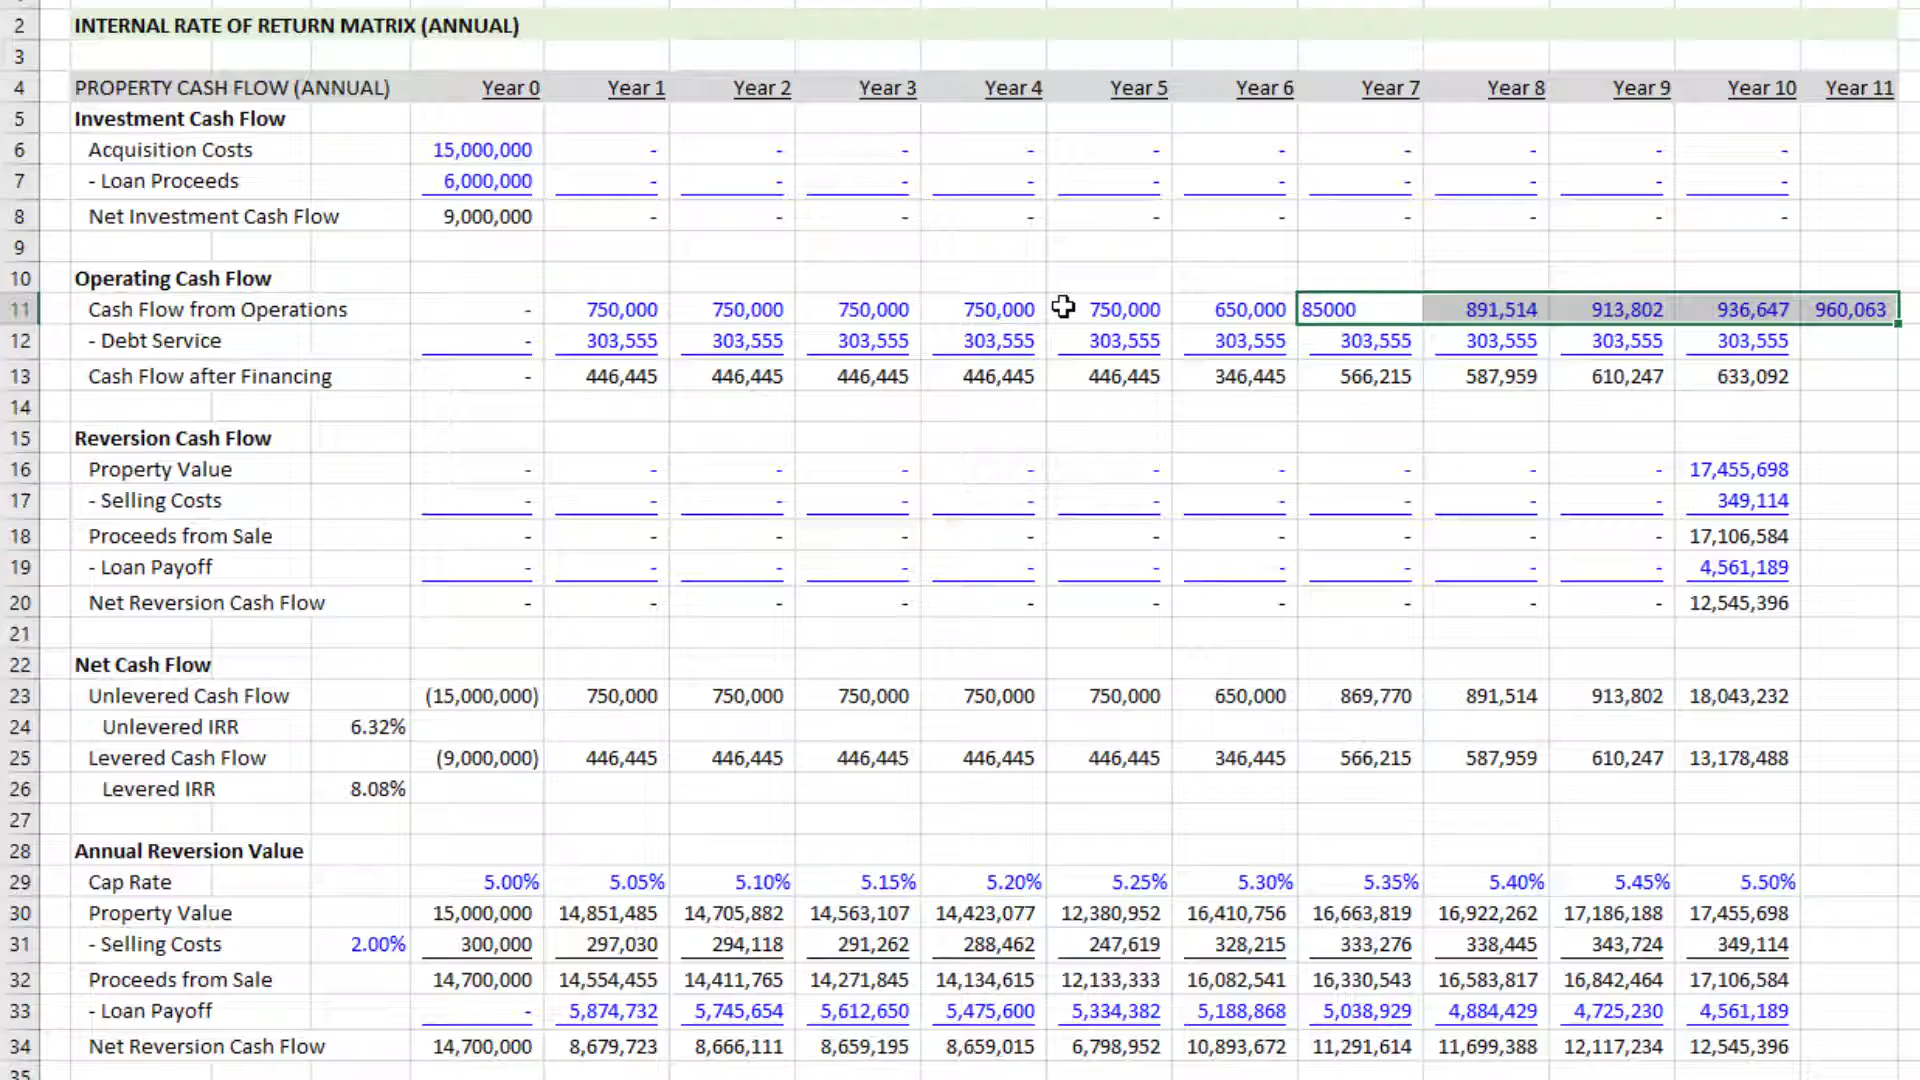 2 INTERNAL RATE OF RETURN MATRIX (ANNUAL)
3
4 PROPERTY CASH FLOW (ANNUAL) Year 0 Year 1 Year 2 Year 3 Year 4 Year 5 Year 6 Year 7 Year 8 Year 9 Year 10 Year 11
5 Investment Cash Flow
6 Acquisition Costs 15,000,000 - - - - - - - - - -
7 - Loan Proceeds 6,000,000 - - - - - - - - - -
8 Net Investment Cash Flow 9,000,000 - - - - - - - - - -
9
10 Operating Cash Flow
11 Cash Flow from Operations - 750,000 750,000 750,000 750,000 750,000 650,000 85000 891,514 913,802 936,647 960,063
12 - Debt Service - 303,555 303,555 303,555 303,555 303,555 303,555 303,555 303,555 303,555 303,555
13 Cash Flow after Financing - 446,445 446,445 446,445 446,445 446,445 346,445 566,215 587,959 610,247 633,092
14
15 Reversion Cash Flow
16 Property Value - - - - - - - - - - 17,455,698
17 - Selling Costs - - - - - - - - - - 349,114
18 Proceeds from Sale - - - - - - - - - - 17,106,584
19 - Loan Payoff - - - - - - - - - - 4,561,189
20 Net Reversion Cash Flow - - - - - - - - - - 12,545,396
21
22 Net Cash Flow
23 Unlevered Cash Flow (15,000,000) 750,000 750,000 750,000 750,000 750,000 650,000 869,770 891,514 913,802 18,043,232
24 Unlevered IRR 6.32%
25 Levered Cash Flow (9,000,000) 446,445 446,445 446,445 446,445 446,445 346,445 566,215 587,959 610,247 13,178,488
26 Levered IRR 8.08%
27
28 Annual Reversion Value
29 Cap Rate 5.00% 5.05% 5.10% 5.15% 5.20% 5.25% 5.30% 5.35% 5.40% 5.45% 5.50%
30 Property Value 15,000,000 14,851,485 14,705,882 14,563,107 14,423,077 12,380,952 16,410,756 16,663,819 16,922,262 17,186,188 17,455,698
31 - Selling Costs 2.00% 300,000 297,030 294,118 291,262 288,462 247,619 328,215 333,276 338,445 343,724 349,114
32 Proceeds from Sale 14,700,000 14,554,455 14,411,765 14,271,845 14,134,615 12,133,333 16,082,541 16,330,543 16,583,817 16,842,464 17,106,584
33 - Loan Payoff - 5,874,732 5,745,654 5,612,650 5,475,600 5,334,382 5,188,868 5,038,929 4,884,429 4,725,230 4,561,189
34 Net Reversion Cash Flow 14,700,000 8,679,723 8,666,111 8,659,195 8,659,015 6,798,952 10,893,672 11,291,614 11,699,388 12,117,234 12,545,396
35